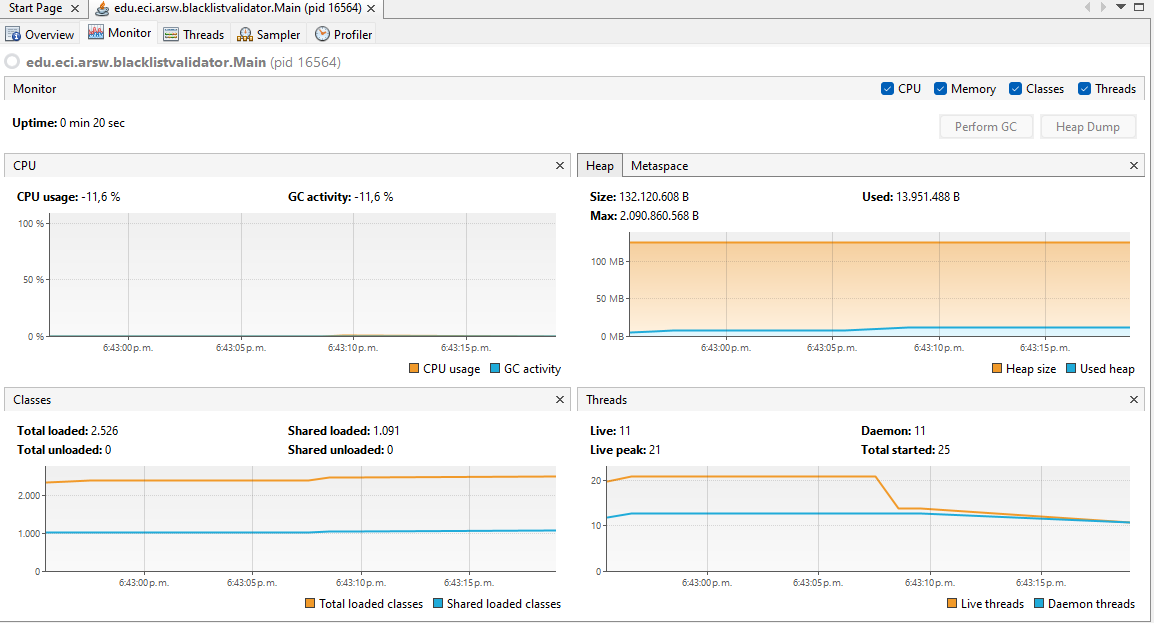 Start Page edu.eci.arsw.blacklistvalidator.Main (pid 16564)
Overview Monitor Threads Sampler Profiler
edu.eci.arsw.blacklistvalidator.Main (pid 16564)
Monitor CPU Memory Classes Threads
Uptime: 0 min 20 sec
Perform GC Heap Dump
CPU
CPU usage: -11,6 % GC activity: -11,6 %
100 %
50 %
0 %
6:43:00 p.m. 6:43:05 p.m. 6:43:10 p.m. 6:43:15 p.m.
CPU usage GC activity
Heap Metaspace
Size: 132.120.608 B Used: 13.951.488 B
Max: 2.090.860.568 B
100 MB
50 MB
0 MB
6:43:00 p.m. 6:43:05 p.m. 6:43:10 p.m. 6:43:15 p.m.
Heap size Used heap
Classes
Total loaded: 2.526 Shared loaded: 1.091
Total unloaded: 0 Shared unloaded: 0
2.000
1.000
0
6:43:00 p.m. 6:43:05 p.m. 6:43:10 p.m. 6:43:15 p.m.
Total loaded classes Shared loaded classes
Threads
Live: 11 Daemon: 11
Live peak: 21 Total started: 25
20
10
0
6:43:00 p.m. 6:43:05 p.m. 6:43:10 p.m. 6:43:15 p.m.
Live threads Daemon threads